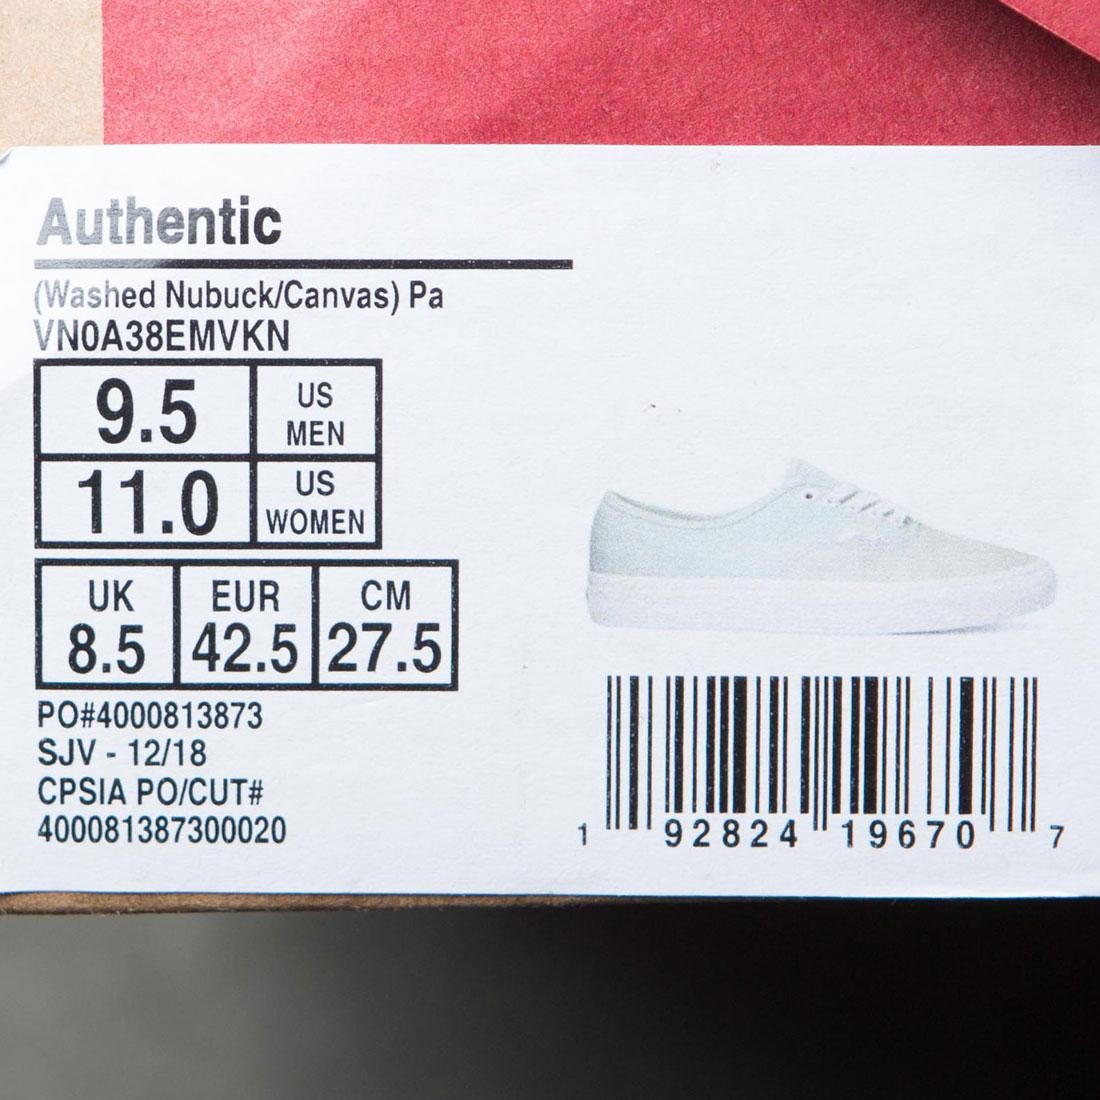 Authentic
(Washed Nubuck/Canvas) Pa
VN0A38EMVKN
9.5 US MEN
11.0 US WOMEN
UK EUR CM
8.5 42.5 27.5
PO#4000813873
SJV - 12/18
CPSIA PO/CUT#
400081387300020
1 92824 19670 7